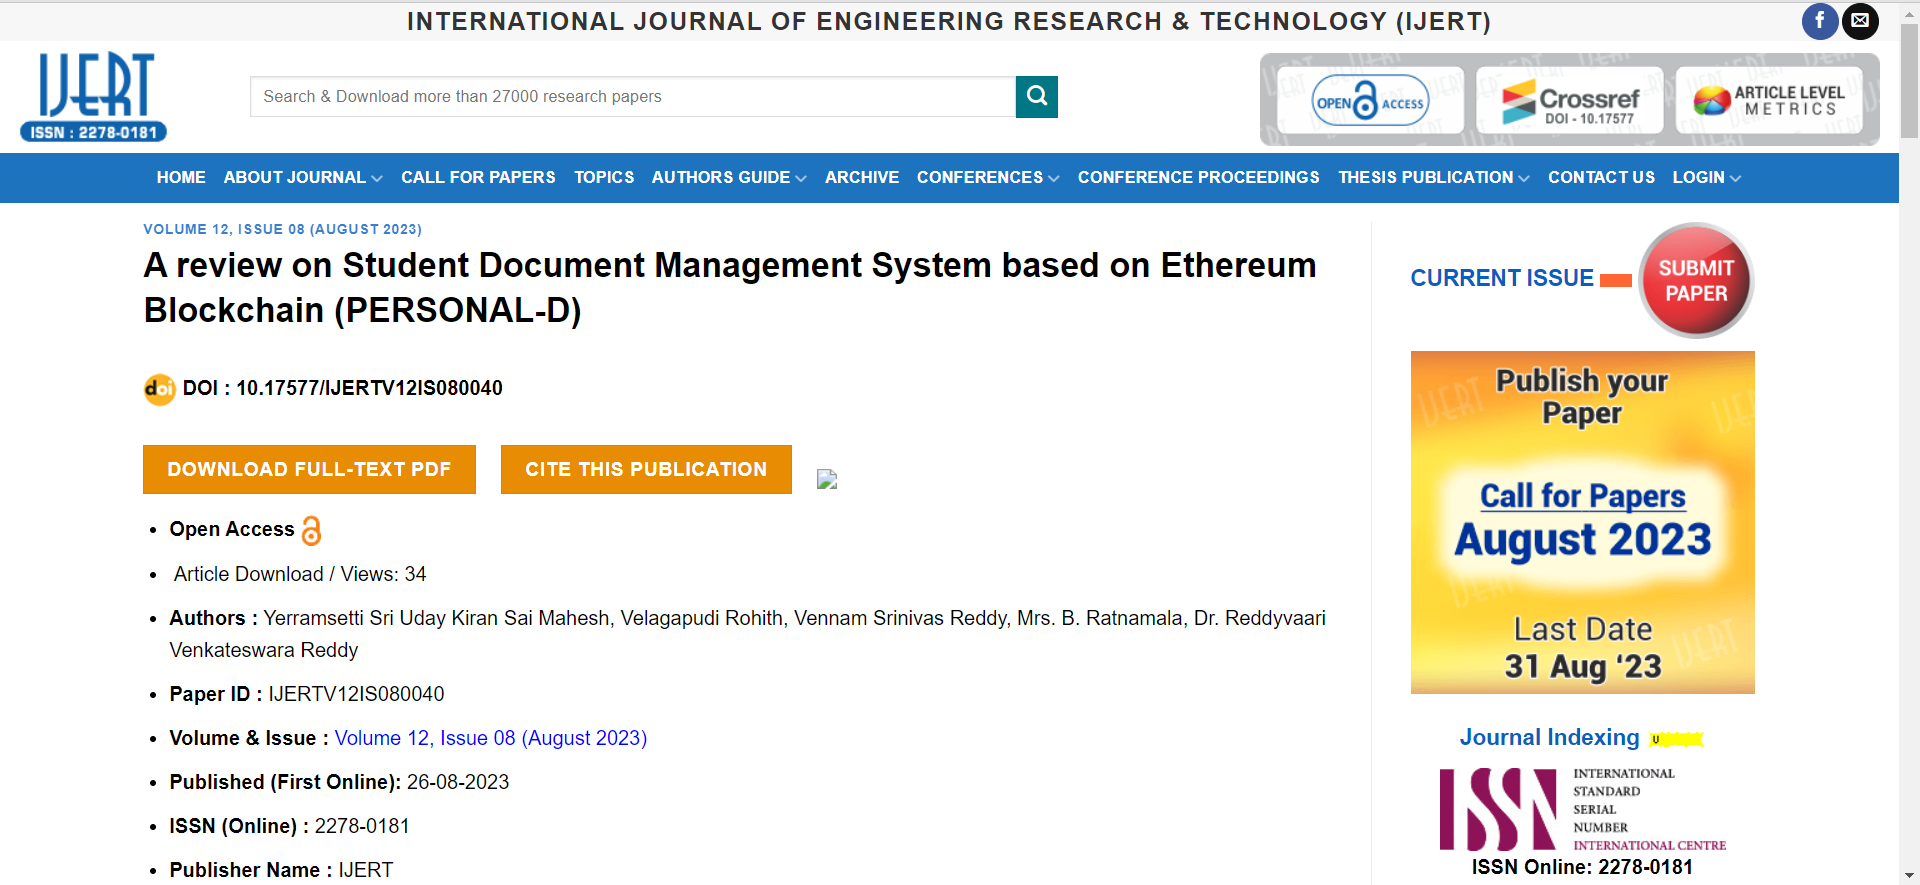 INTERNATIONAL JOURNAL OF ENGINEERING RESEARCH & TECHNOLOGY (IJERT)
IJERT
ISSN : 2278-0181
Search & Download more than 27000 research papers
OPEN ACCESS
Crossref
DOI - 10.17577
ARTICLE LEVEL
METRICS
HOME ABOUT JOURNAL CALL FOR PAPERS TOPICS AUTHORS GUIDE ARCHIVE CONFERENCES CONFERENCE PROCEEDINGS THESIS PUBLICATION CONTACT US LOGIN
VOLUME 12, ISSUE 08 (AUGUST 2023)
A review on Student Document Management System based on Ethereum
Blockchain (PERSONAL-D)
doi DOI : 10.17577/IJERTV12IS080040
DOWNLOAD FULL-TEXT PDF CITE THIS PUBLICATION
• Open Access
• Article Download / Views: 34
• Authors : Yerramsetti Sri Uday Kiran Sai Mahesh, Velagapudi Rohith, Vennam Srinivas Reddy, Mrs. B. Ratnamala, Dr. Reddyvaari
Venkateswara Reddy
• Paper ID : IJERTV12IS080040
• Volume & Issue : Volume 12, Issue 08 (August 2023)
• Published (First Online): 26-08-2023
• ISSN (Online) : 2278-0181
• Publisher Name : IJERT
CURRENT ISSUE
SUBMIT
PAPER
Publish your
Paper
Call for Papers
August 2023
Last Date
31 Aug ‘23
Journal Indexing
U
ISSN
INTERNATIONAL
STANDARD
SERIAL
NUMBER
INTERNATIONAL CENTRE
ISSN Online: 2278-0181